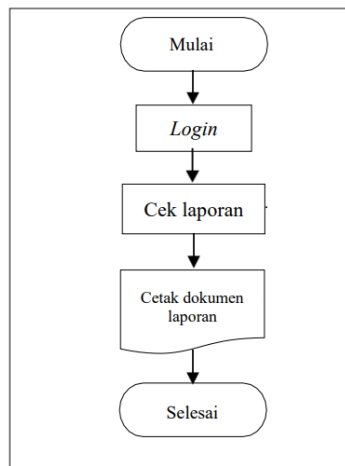 Mulai
Login
Cek laporan
Cetak dokumen
laporan
Selesai